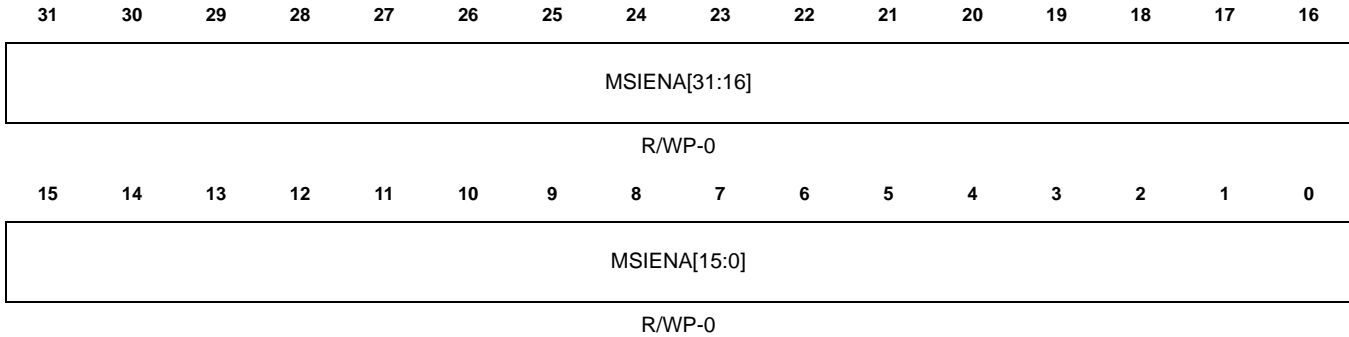 31 30 29 28 27 26 25 24 23 22 21 20 19 18 17 16
MSIENA[31:16]
R/WP-0
15 14 13 12 11 10 9 8 7 6 5 4 3 2 1 0
MSIENA[15:0]
R/WP-0